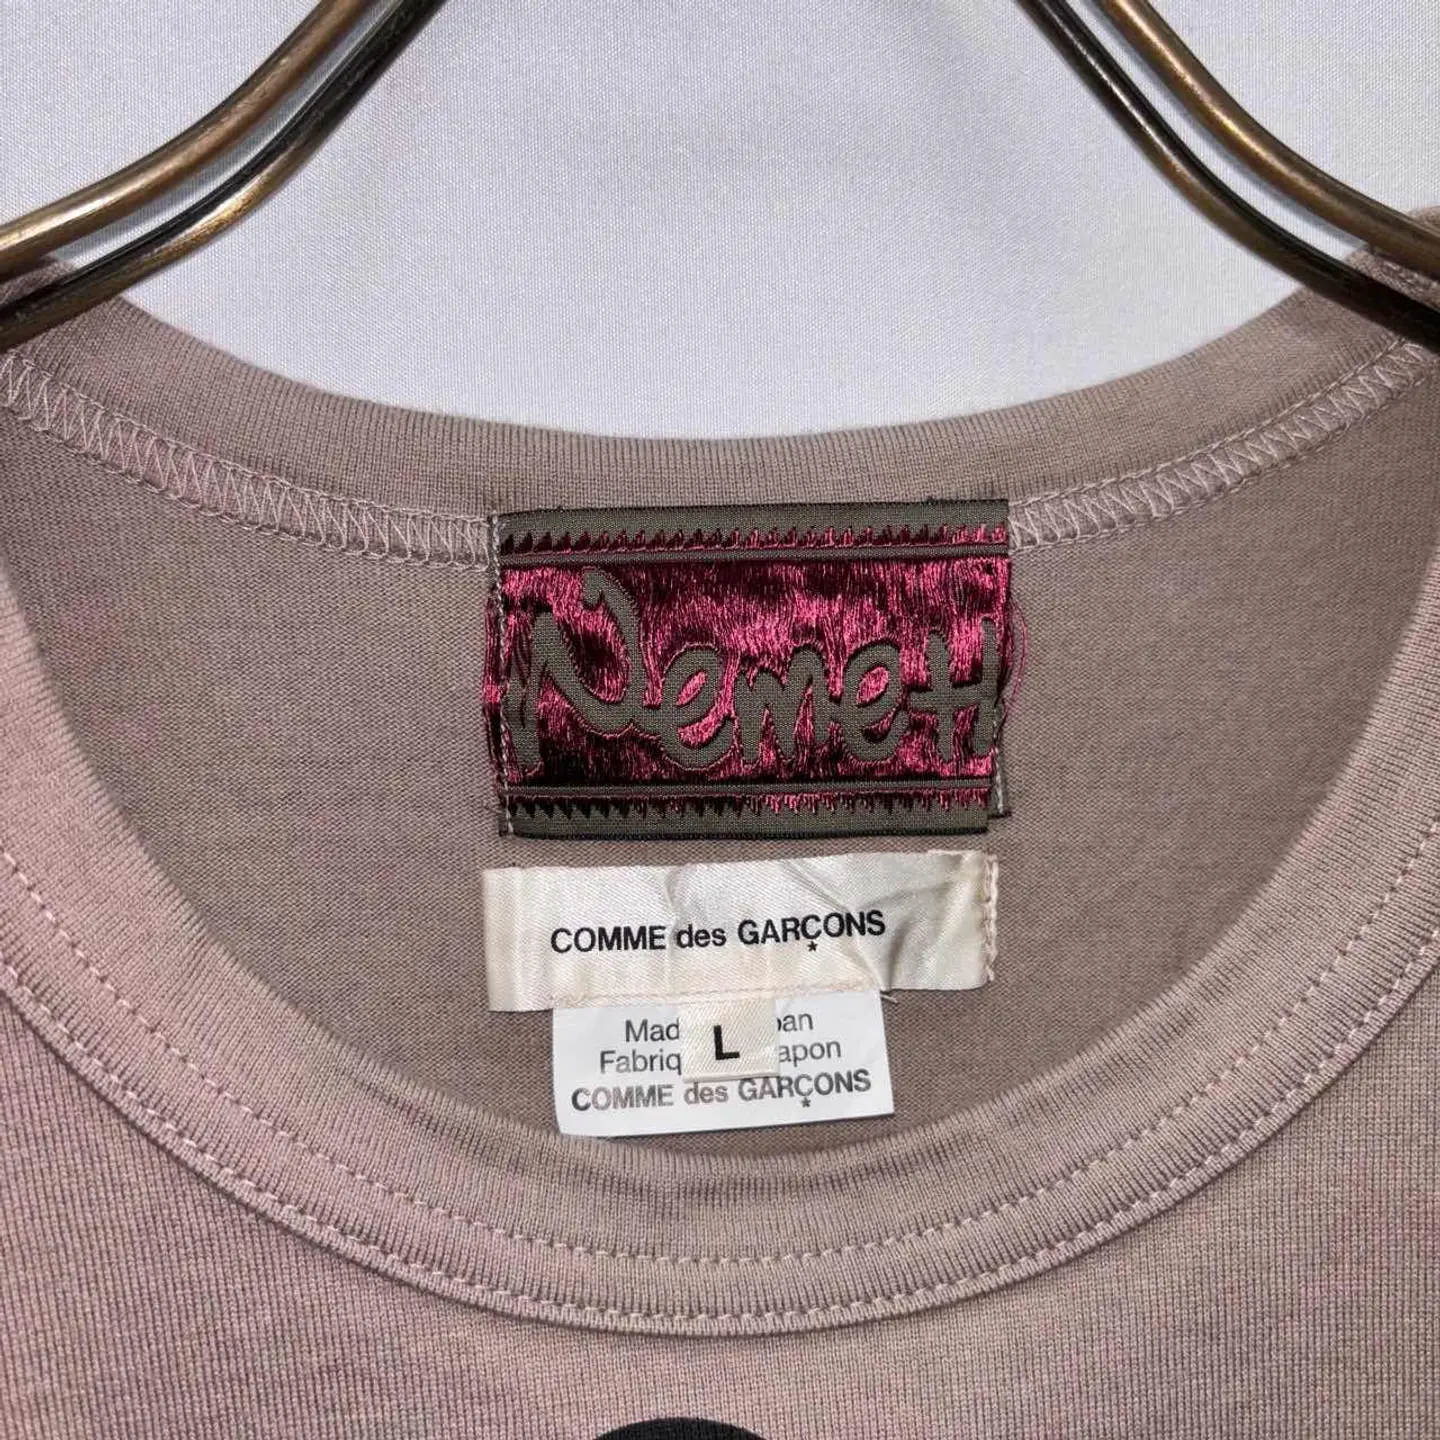 Nemeth
COMME des GARÇONS
L
Mad pan
Fabriq apon
COMME des GARÇONS